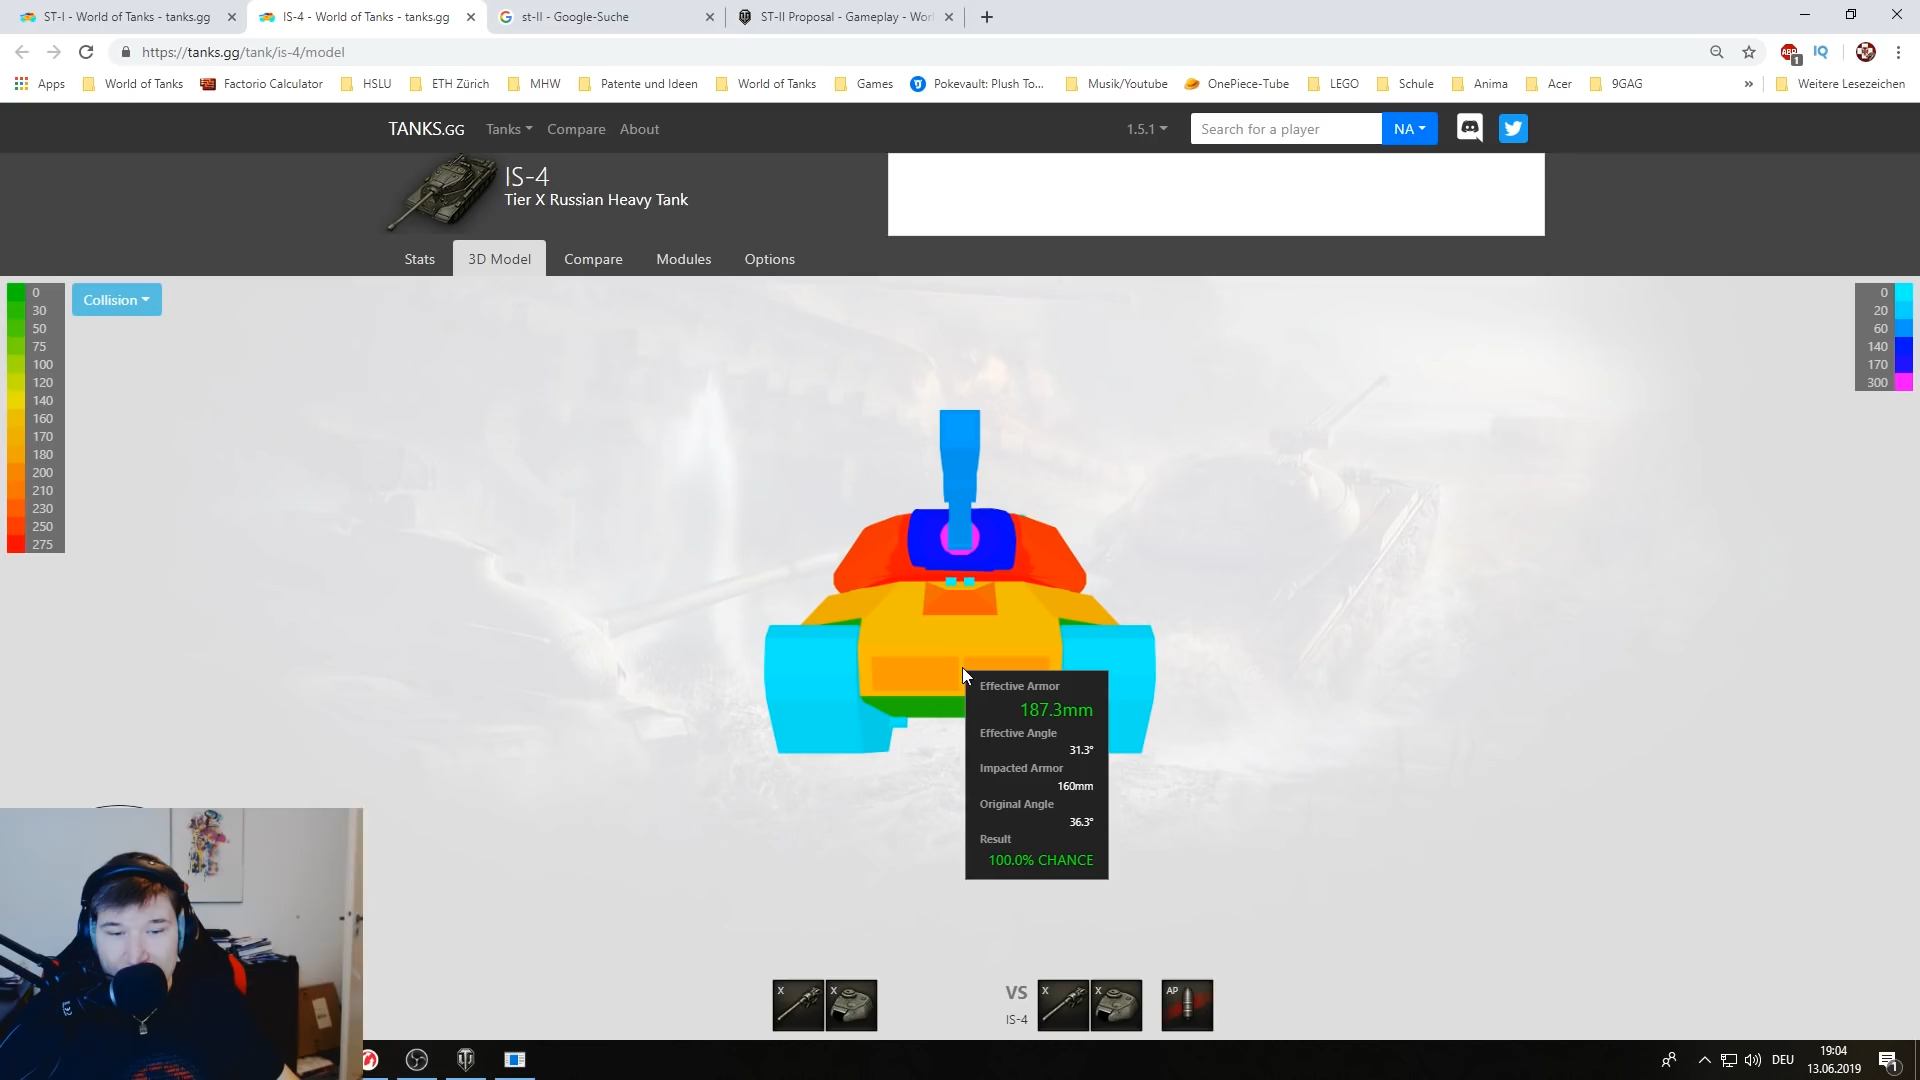 ST-I - World of Tanks - tanks.gg
IS-4 - World of Tanks - tanks.gg
st-II - Google-Suche
ST-II Proposal - Gameplay - Worl
https://tanks.gg/tank/is-4/model
ABP
1
IQ
Apps
World of Tanks
Factorio Calculator
HSLU
ETH Zürich
MHW
Patente und Ideen
World of Tanks
Games
Pokevault: Plush To...
Musik/Youtube
OnePiece-Tube
LEGO
Schule
Anima
Acer
9GAG
»
Weitere Lesezeichen
TANKS.GG
Tanks
Compare
About
1.5.1
Search for a player
NA
IS-4
Tier X Russian Heavy Tank
Stats
3D Model
Compare
Modules
Options
Collision
0
30
50
75
100
120
140
160
170
180
200
210
230
250
275
0
20
60
140
170
300
Effective Armor
187.3mm
Effective Angle
31.3°
Impacted Armor
160mm
Original Angle
36.3°
Result
100.0% CHANCE
X
X
VS
IS-4
X
X
AP
DEU
19:04
13.06.2019
1